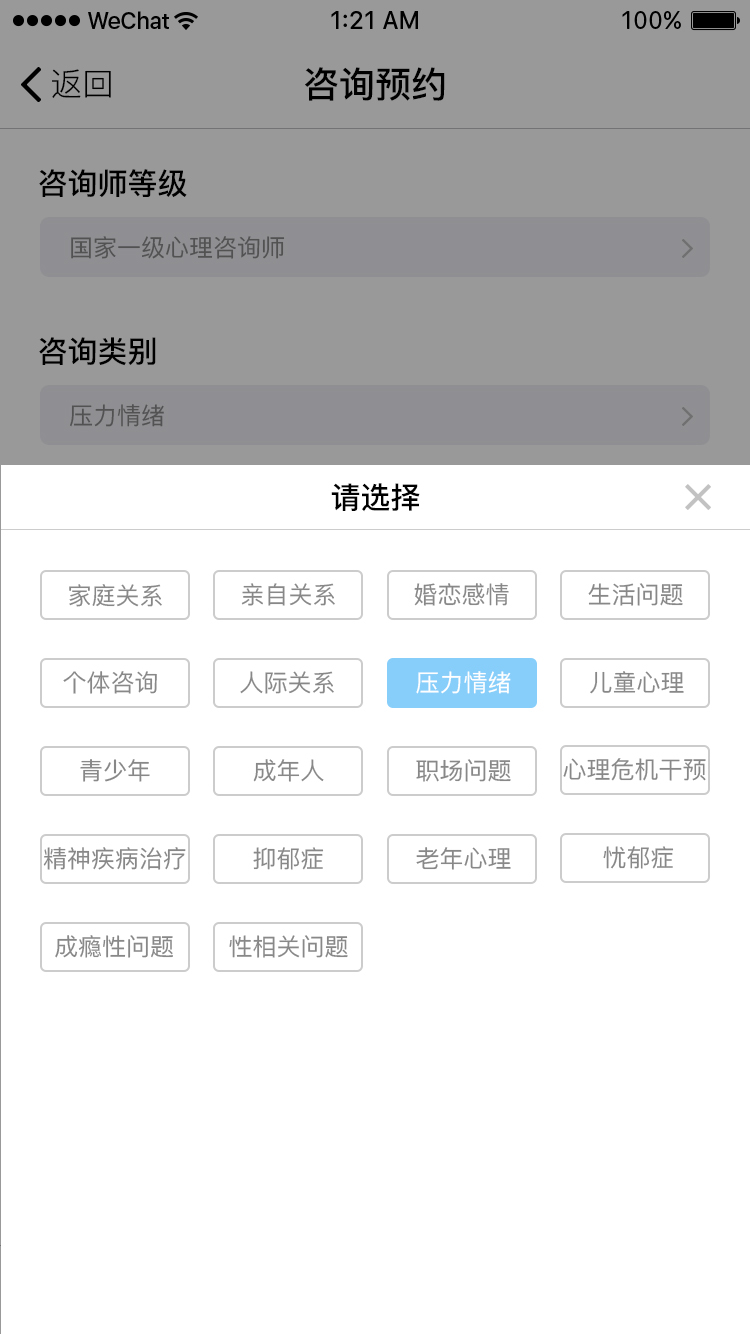 WeChat 1:21 AM 100%
返回 咨询预约
咨询师等级
国家一级心理咨询师
咨询类别
压力情绪
请选择
家庭关系 亲自关系 婚恋感情 生活问题
个体咨询 人际关系 压力情绪 儿童心理
青少年 成年人 职场问题 心理危机干预
精神疾病治疗 抑郁症 老年心理 忧郁症
成瘾性问题 性相关问题